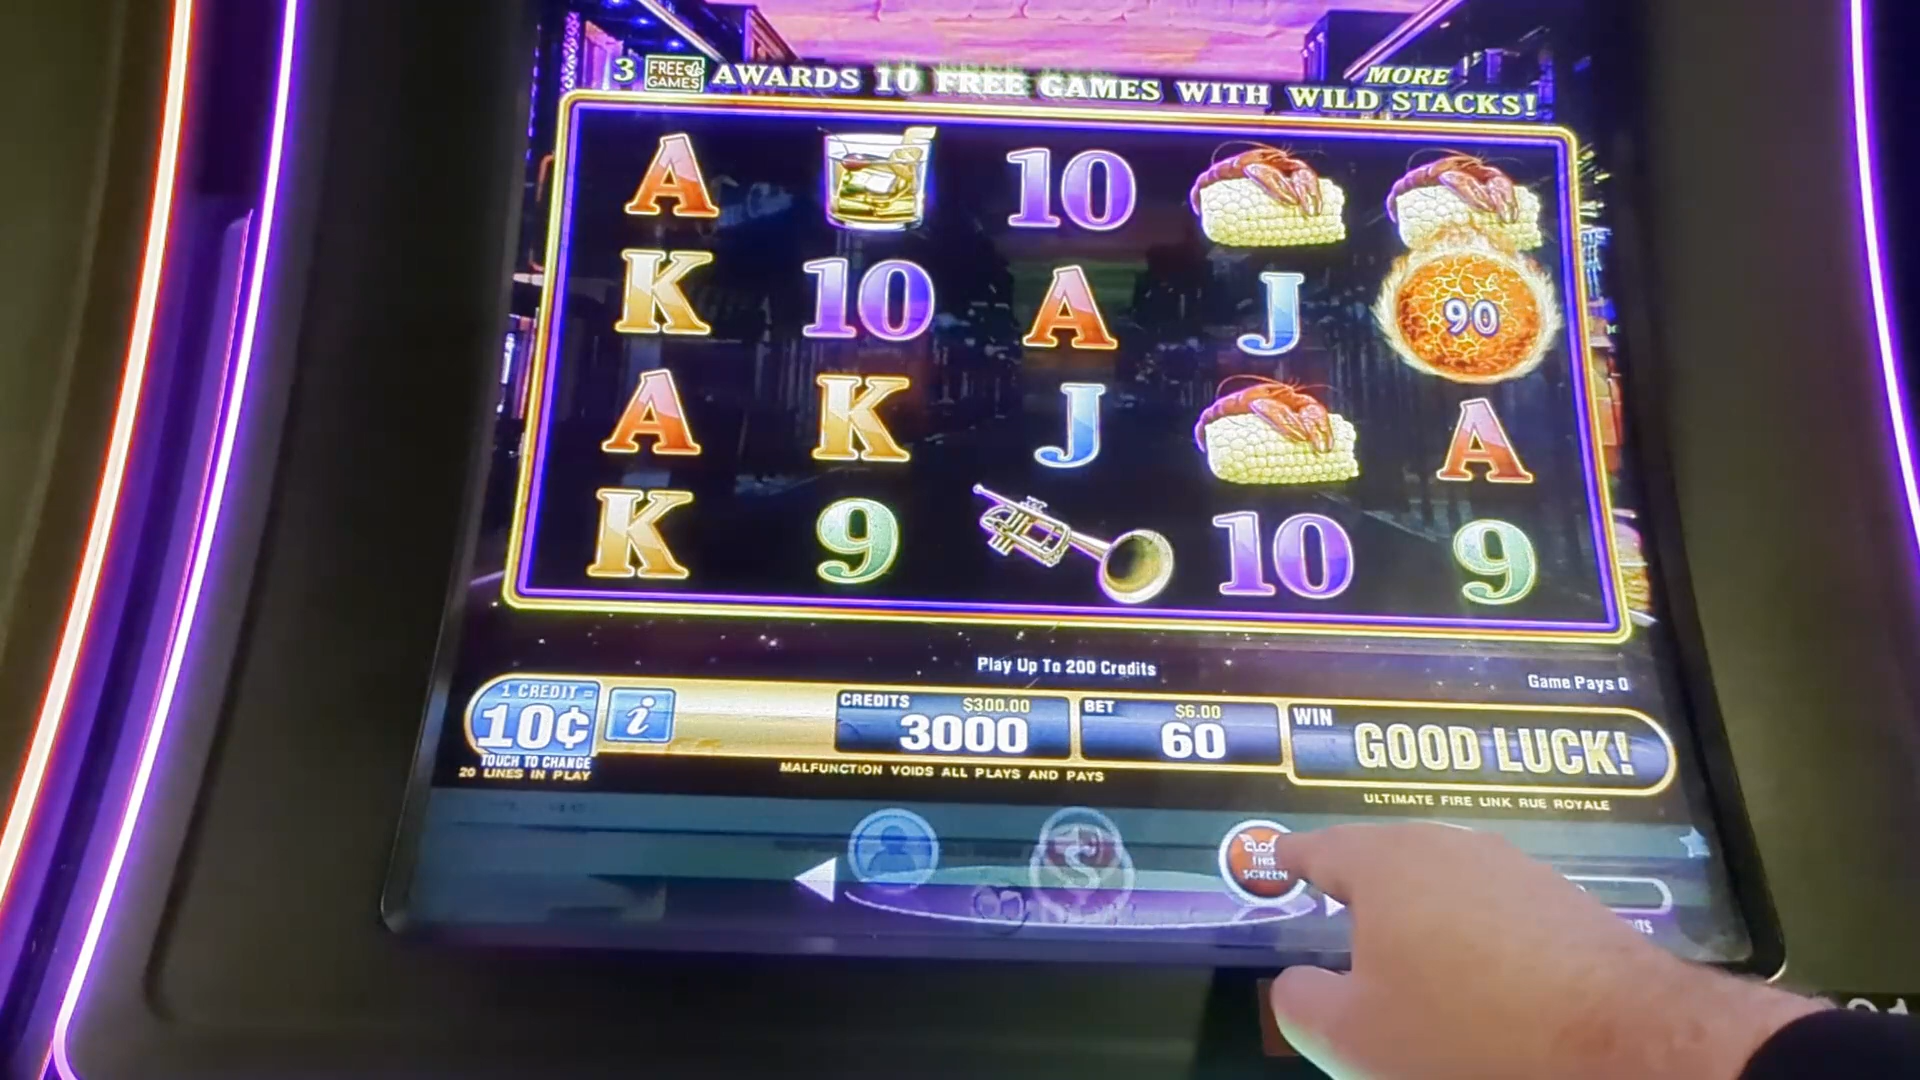 3 FREE GAMES AWARDS 10 FREE GAMES WITH MORE WILD STACKS!
A 10
K 10 A J 90
A K J A
K 9 10 9
Play Up To 200 Credits
Game Pays 0
1 CREDIT =
10¢
TOUCH TO CHANGE
20 LINES IN PLAY
i
CREDITS $300.00
3000
BET $6.00
60
WIN GOOD LUCK!
MALFUNCTION VOIDS ALL PLAYS AND PAYS
ULTIMATE FIRE LINK RUE ROYALE
$
CLOS
THIS
SCREEN